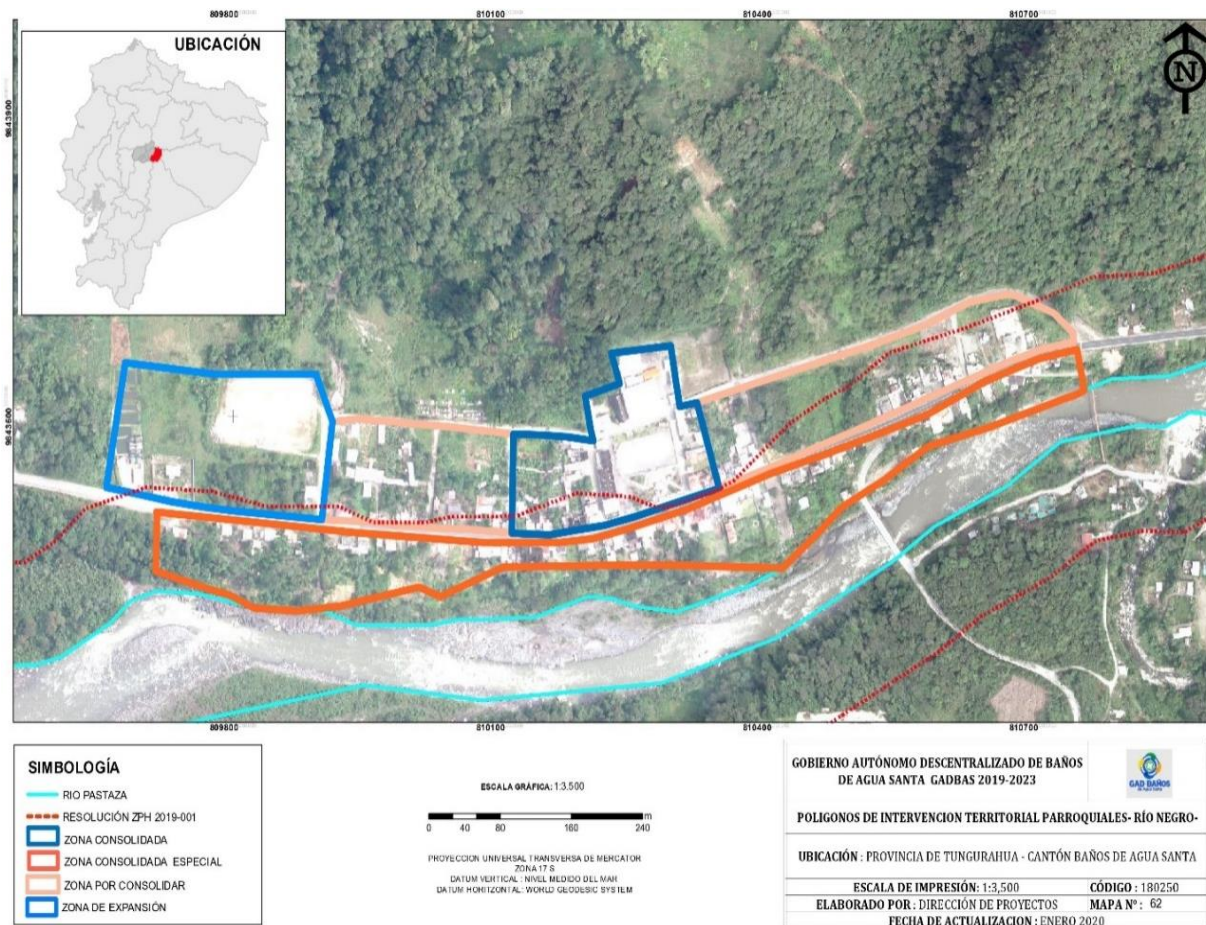 809800 810100 810400 810700
UBICACIÓN
N
9843900
9843600
809800 810100 810400 810700
SIMBOLOGÍA
RIO PASTAZA
RESOLUCIÓN ZPH 2019-001
ZONA CONSOLIDADA
ZONA CONSOLIDADA ESPECIAL
ZONA POR CONSOLIDAR
ZONA DE EXPANSIÓN
ESCALA GRÁFICA: 1:3.500
m
0 40 80 160 240
PROYECCION UNIVERSAL TRANSVERSA DE MERCATOR
ZONA 17 S
DATUM VERTICAL : NIVEL MEDIDO DEL MAR
DATUM HORITZONTAL: WORLD GEODESIC SYSTEM
GOBIERNO AUTÓNOMO DESCENTRALIZADO DE BAÑOS
DE AGUA SANTA GADBAS 2019-2023
GAD BAÑOS
POLIGONOS DE INTERVENCION TERRITORIAL PARROQUIALES- RÍO NEGRO-
UBICACIÓN : PROVINCIA DE TUNGURAHUA - CANTÓN BAÑOS DE AGUA SANTA
ESCALA DE IMPRESIÓN: 1:3,500 CÓDIGO : 180250
ELABORADO POR : DIRECCIÓN DE PROYECTOS MAPA Nº : 62
FECHA DE ACTUALIZACION : ENERO 2020